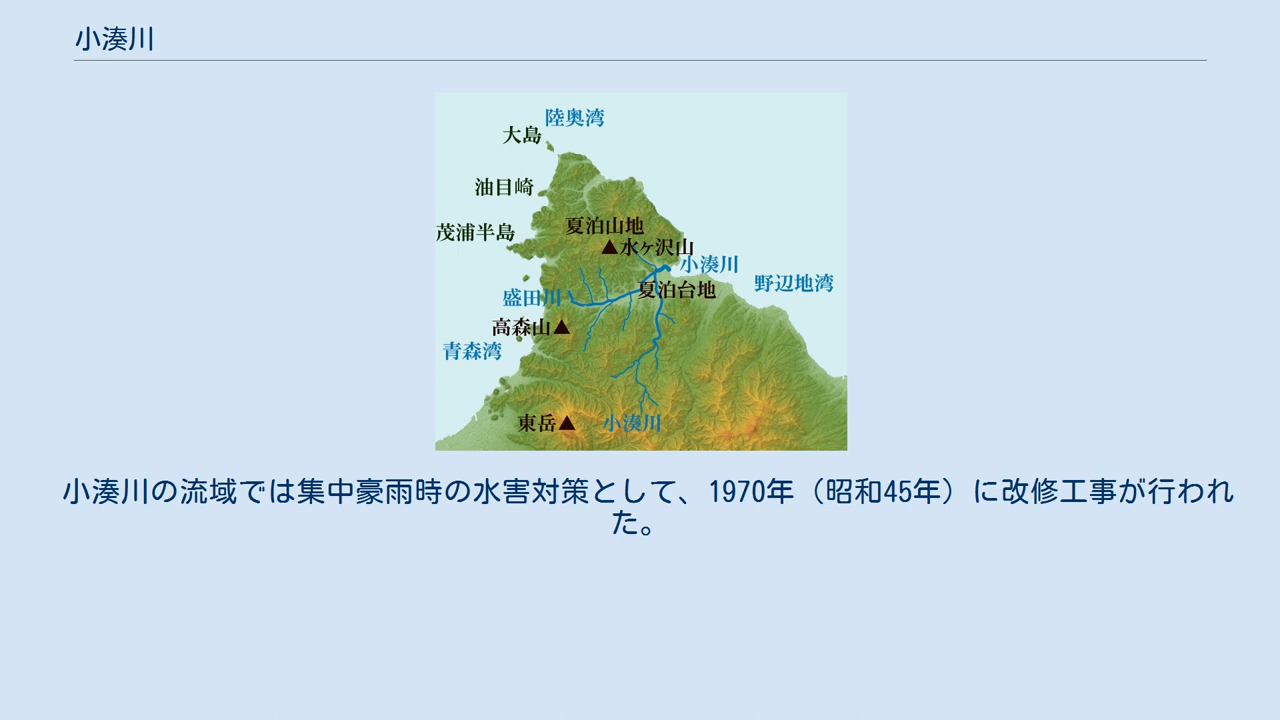 小湊川
陸奥湾
大島
油目崎
夏泊山地
茂浦半島
▲水ヶ沢山
小湊川
野辺地湾
夏泊台地
盛田川
高森山▲
青森湾
東岳▲
小湊川
小湊川の流域では集中豪雨時の水害対策として、1970年（昭和45年）に改修工事が行われ
た。